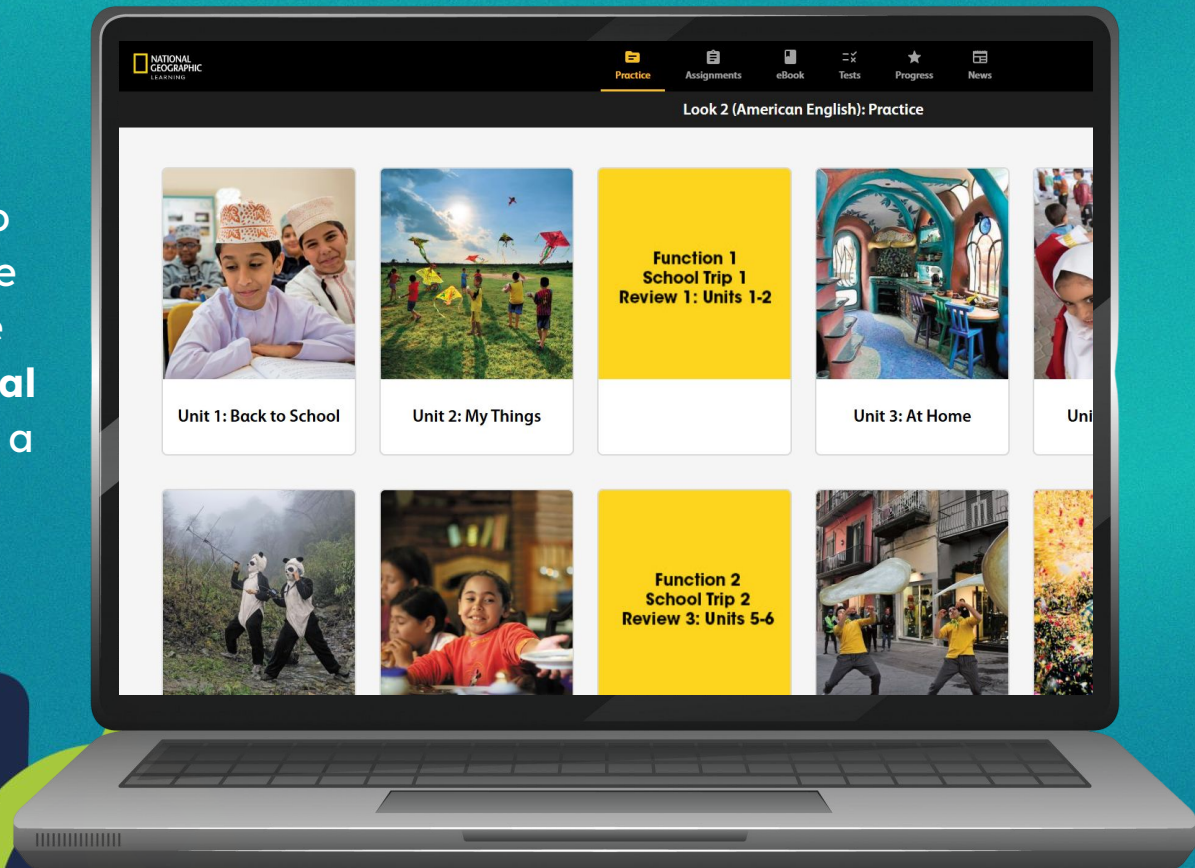 NATIONAL
GEOGRAPHIC
LEARNING
Practice
Assignments
eBook
Tests
Progress
News
Look 2 (American English): Practice
al
a
Function 1
School Trip 1
Review 1: Units 1-2
Unit 1: Back to School
Unit 2: My Things
Unit 3: At Home
Uni
Function 2
School Trip 2
Review 3: Units 5-6